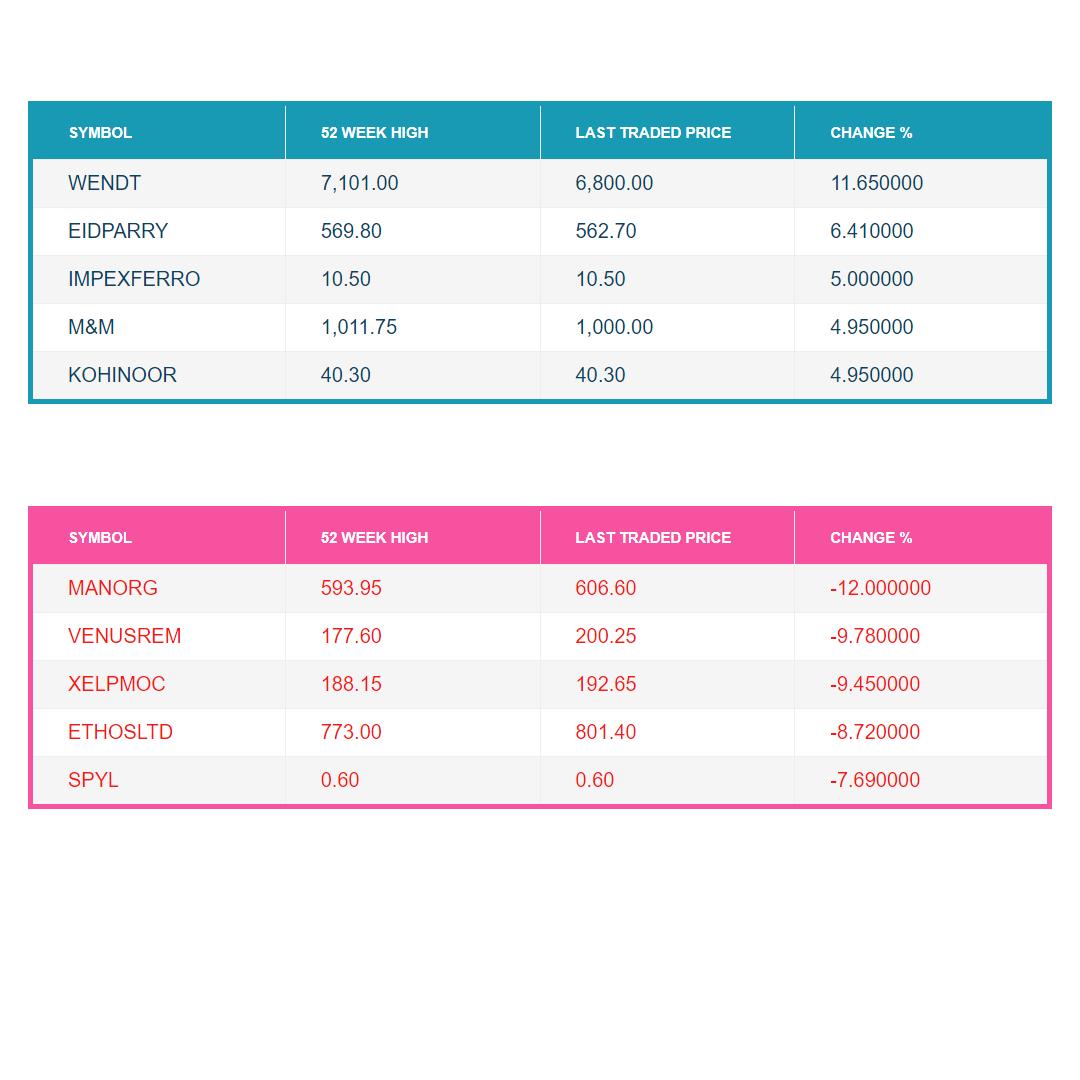 SYMBOL 52 WEEK HIGH LAST TRADED PRICE CHANGE %
WENDT 7,101.00 6,800.00 11.650000
EIDPARRY 569.80 562.70 6.410000
IMPEXFERRO 10.50 10.50 5.000000
M&M 1,011.75 1,000.00 4.950000
KOHINOOR 40.30 40.30 4.950000
SYMBOL 52 WEEK HIGH LAST TRADED PRICE CHANGE %
MANORG 593.95 606.60 -12.000000
VENUSREM 177.60 200.25 -9.780000
XELPMOC 188.15 192.65 -9.450000
ETHOSLTD 773.00 801.40 -8.720000
SPYL 0.60 0.60 -7.690000